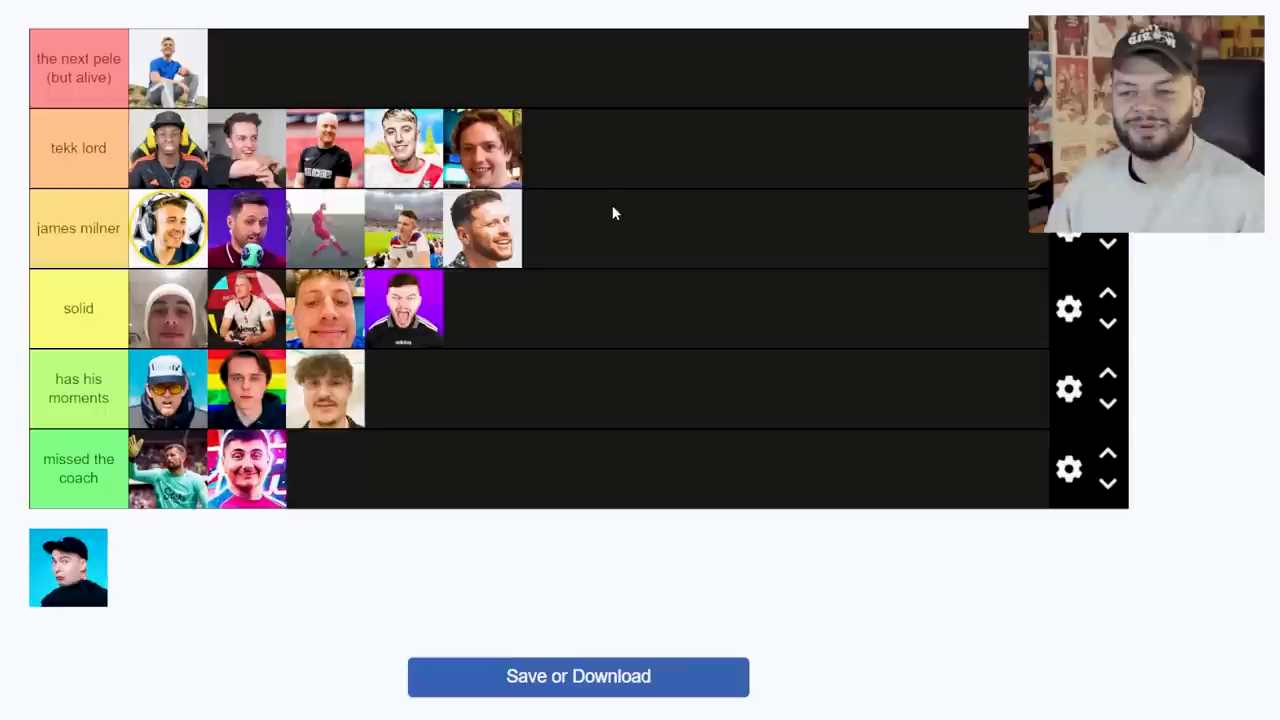 the next pele
(but alive)
tekk lord
james milner
solid
has his
moments
missed the
coach
Save or Download